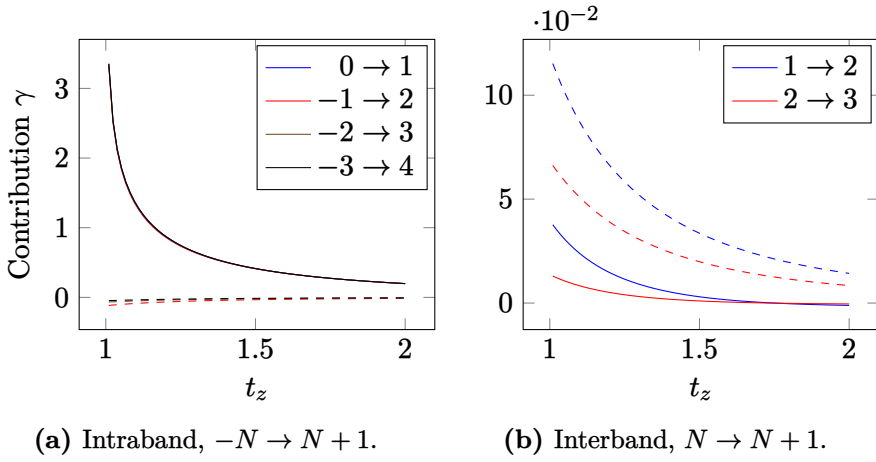 Contribution γ
3
2
1
0
0 → 1
−1 → 2
−2 → 3
−3 → 4
1
1.5
2
t_z
(a) Intraband, −N → N + 1.
·10⁻²
10
5
0
1 → 2
2 → 3
1
1.5
2
t_z
(b) Interband, N → N + 1.